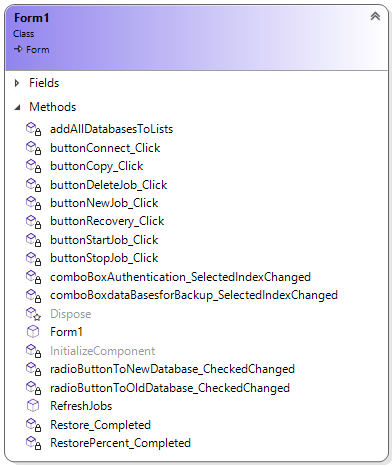 Form1
Class
Form
Fields
Methods
addAllDatabasesToLists
buttonConnect_Click
buttonCopy_Click
buttonDeleteJob_Click
buttonNewJob_Click
buttonRecovery_Click
buttonStartJob_Click
buttonStopJob_Click
comboBoxAuthentication_SelectedIndexChanged
comboBoxdataBasesforBackup_SelectedIndexChanged
Dispose
Form1
InitializeComponent
radioButtonToNewDatabase_CheckedChanged
radioButtonToOldDatabase_CheckedChanged
RefreshJobs
Restore_Completed
RestorePercent_Completed